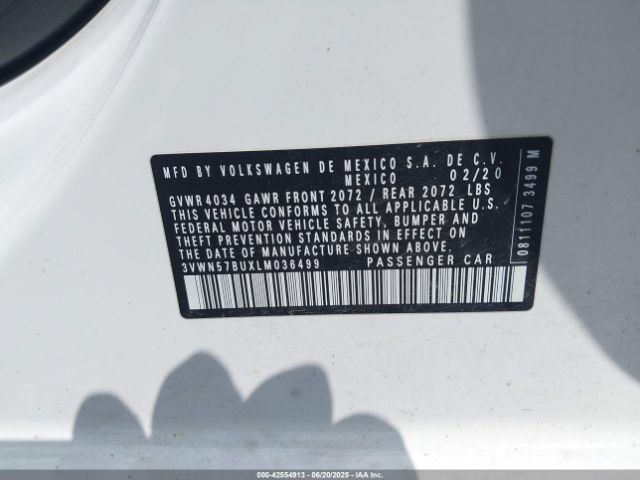 MFD BY VOLKSWAGEN DE MEXICO S.A. DE C.V.
MEXICO 02/20
GVWR4034 GAWR FRONT 2072 / REAR 2072 LBS
THIS VEHICLE CONFORMS TO ALL APPLICABLE U.S.
FEDERAL MOTOR VEHICLE SAFETY, BUMPER AND
THEFT PREVENTION STANDARDS IN EFFECT ON
THE DATE OF MANUFACTURE SHOWN ABOVE.
3VWN57BUXLM036499 PASSENGER CAR
0811107 3499 M
000-42554913 - 06/20/2025 - IAAI.COM